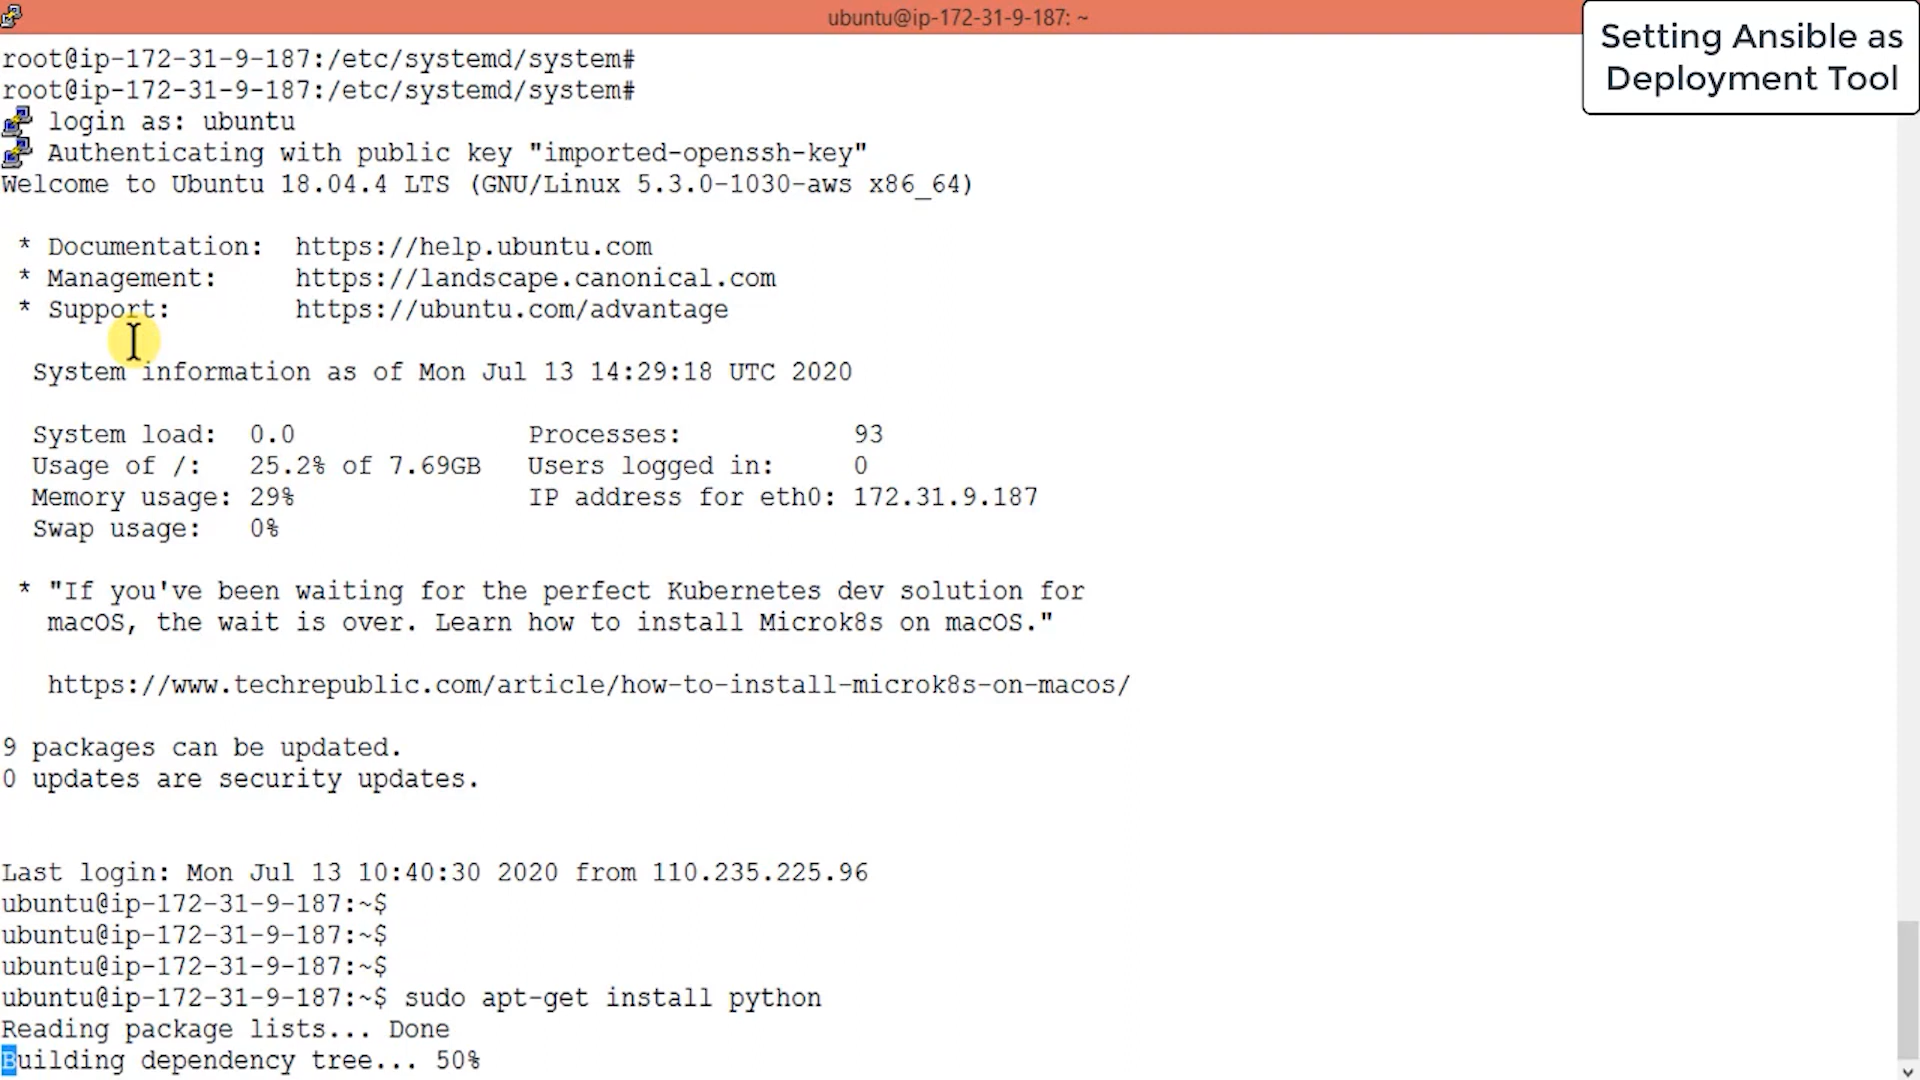 ubuntu@ip-172-31-9-187: ~
Setting Ansible as
Deployment Tool
root@ip-172-31-9-187:/etc/systemd/system#
root@ip-172-31-9-187:/etc/systemd/system#
login as: ubuntu
Authenticating with public key "imported-openssh-key"
Welcome to Ubuntu 18.04.4 LTS (GNU/Linux 5.3.0-1030-aws x86_64)
* Documentation:  https://help.ubuntu.com
* Management:     https://landscape.canonical.com
* Support:        https://ubuntu.com/advantage
System information as of Mon Jul 13 14:29:18 UTC 2020
System load:  0.0               Processes:           93
Usage of /:   25.2% of 7.69GB   Users logged in:     0
Memory usage: 29%               IP address for eth0: 172.31.9.187
Swap usage:   0%
* "If you've been waiting for the perfect Kubernetes dev solution for
macOS, the wait is over. Learn how to install Microk8s on macOS."
https://www.techrepublic.com/article/how-to-install-microk8s-on-macos/
9 packages can be updated.
0 updates are security updates.
Last login: Mon Jul 13 10:40:30 2020 from 110.235.225.96
ubuntu@ip-172-31-9-187:~$
ubuntu@ip-172-31-9-187:~$
ubuntu@ip-172-31-9-187:~$
ubuntu@ip-172-31-9-187:~$ sudo apt-get install python
Reading package lists... Done
Building dependency tree... 50%